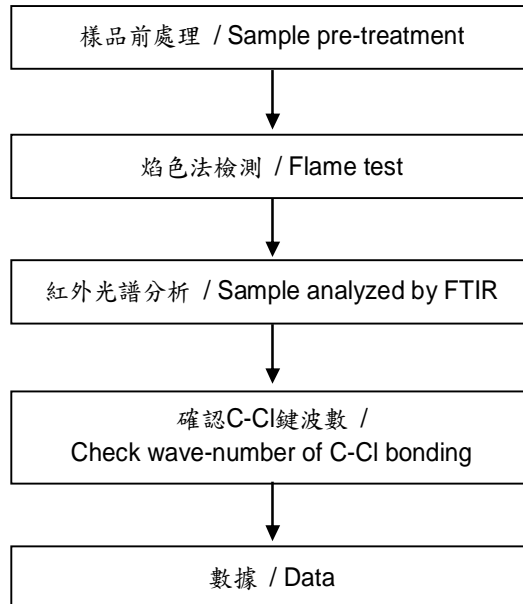 樣品前處理 / Sample pre-treatment
焰色法檢測 / Flame test
紅外光譜分析 / Sample analyzed by FTIR
確認C-Cl鍵波數 /
Check wave-number of C-Cl bonding
數據 / Data